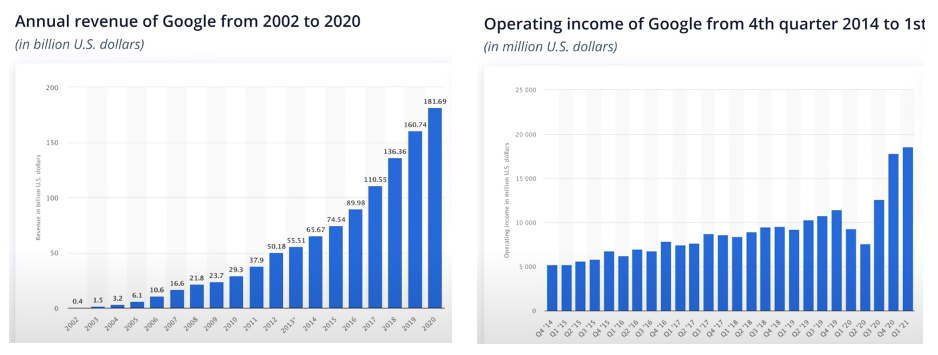 Annual revenue of Google from 2002 to 2020
(in billion U.S. dollars)
200
150
100
50
0
Revenue in billion U.S. dollars
0.4
1.5
3.2
6.1
10.6
16.6
21.8
23.7
29.3
37.9
50.18
55.51
65.67
74.54
89.98
110.55
136.36
160.74
181.69
2002
2003
2004
2005
2006
2007
2008
2009
2010
2011
2012
2013*
2014
2015
2016
2017
2018
2019
2020
Operating income of Google from 4th quarter 2014 to 1st
(in million U.S. dollars)
25 000
20 000
15 000
10 000
5 000
0
Operating income in million U.S. dollars
Q4 '14
Q1 '15
Q2 '15
Q3 '15
Q4 '15
Q1 '16
Q2 '16
Q3 '16
Q4 '16
Q1 '17
Q2 '17
Q3 '17
Q4 '17
Q1 '18
Q2 '18
Q3 '18
Q4 '18
Q1 '19
Q2 '19
Q3 '19
Q4 '19
Q1 '20
Q2 '20
Q3 '20
Q4 '20
Q1 '21